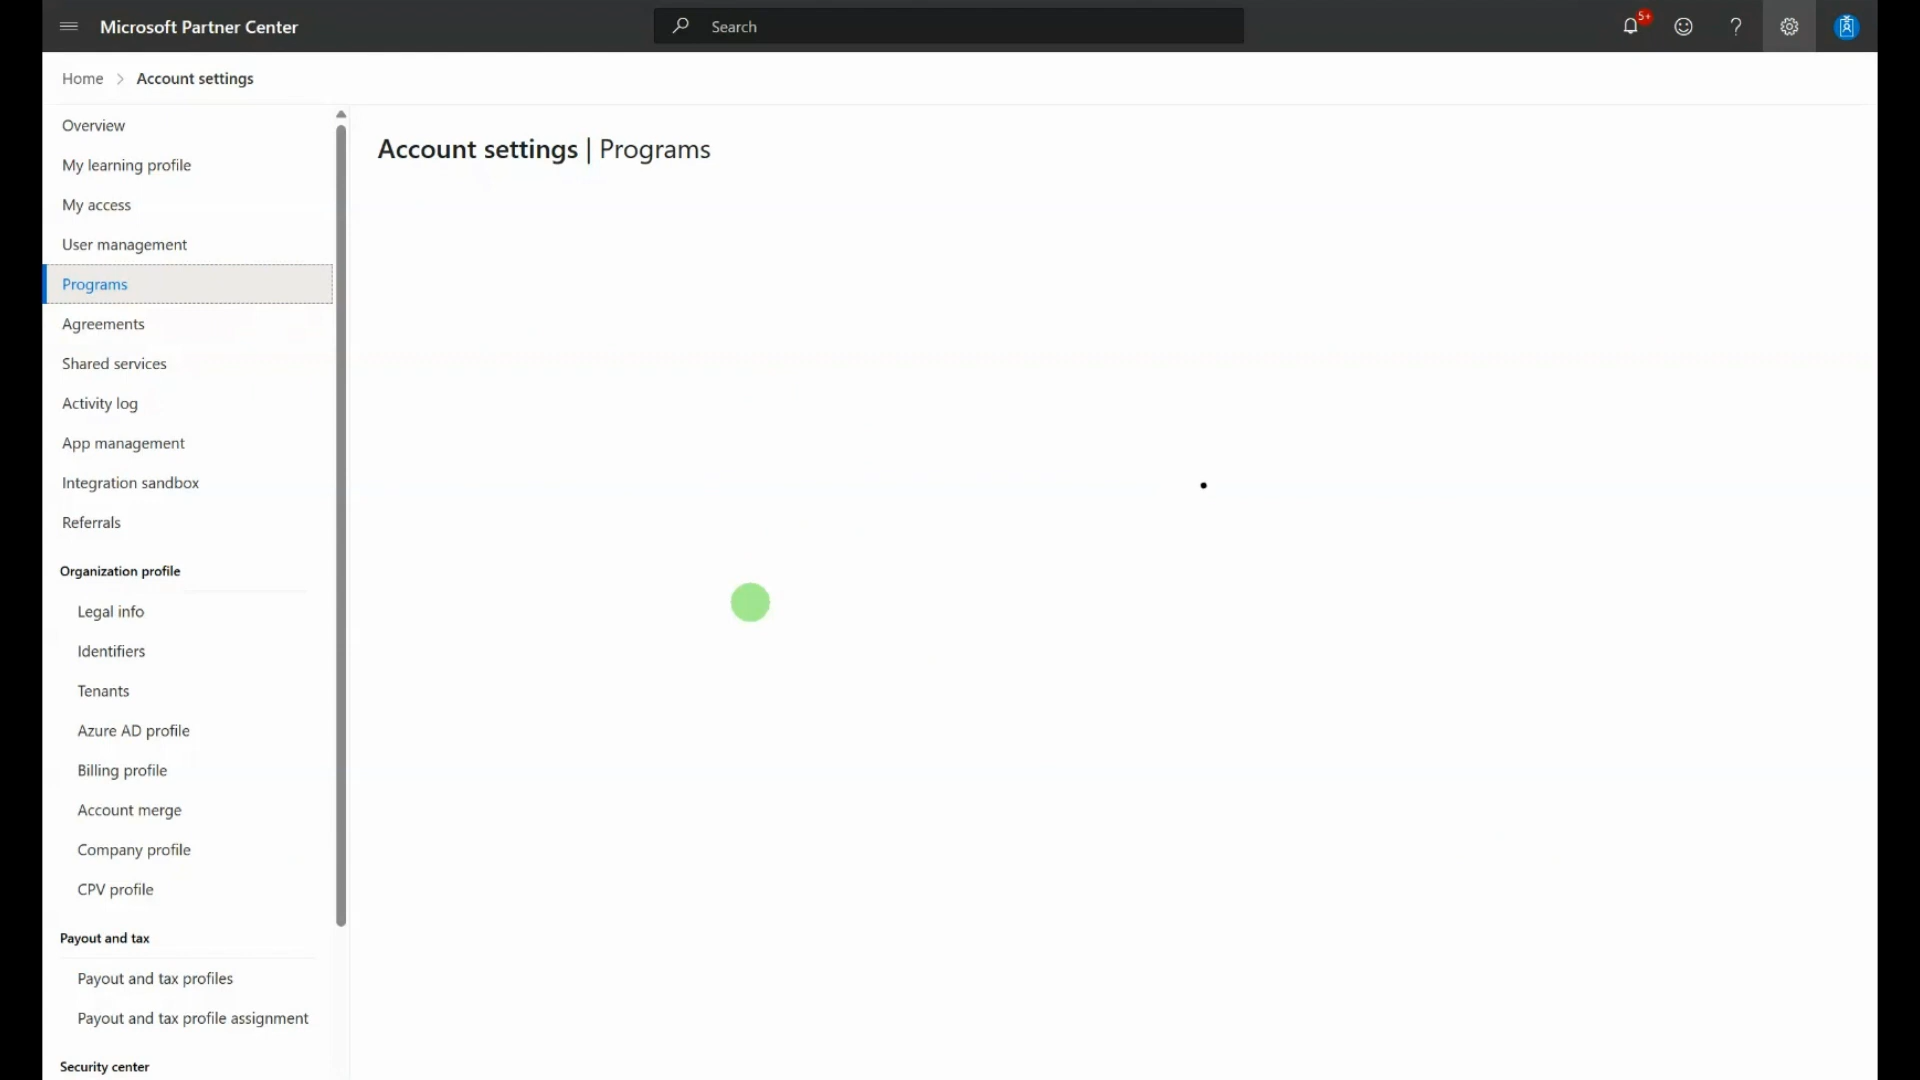 Microsoft Partner Center
Search
5+
Home > Account settings
Overview
My learning profile
My access
User management
Programs
Agreements
Shared services
Activity log
App management
Integration sandbox
Referrals
Organization profile
Legal info
Identifiers
Tenants
Azure AD profile
Billing profile
Account merge
Company profile
CPV profile
Payout and tax
Payout and tax profiles
Payout and tax profile assignment
Security center
Account settings | Programs